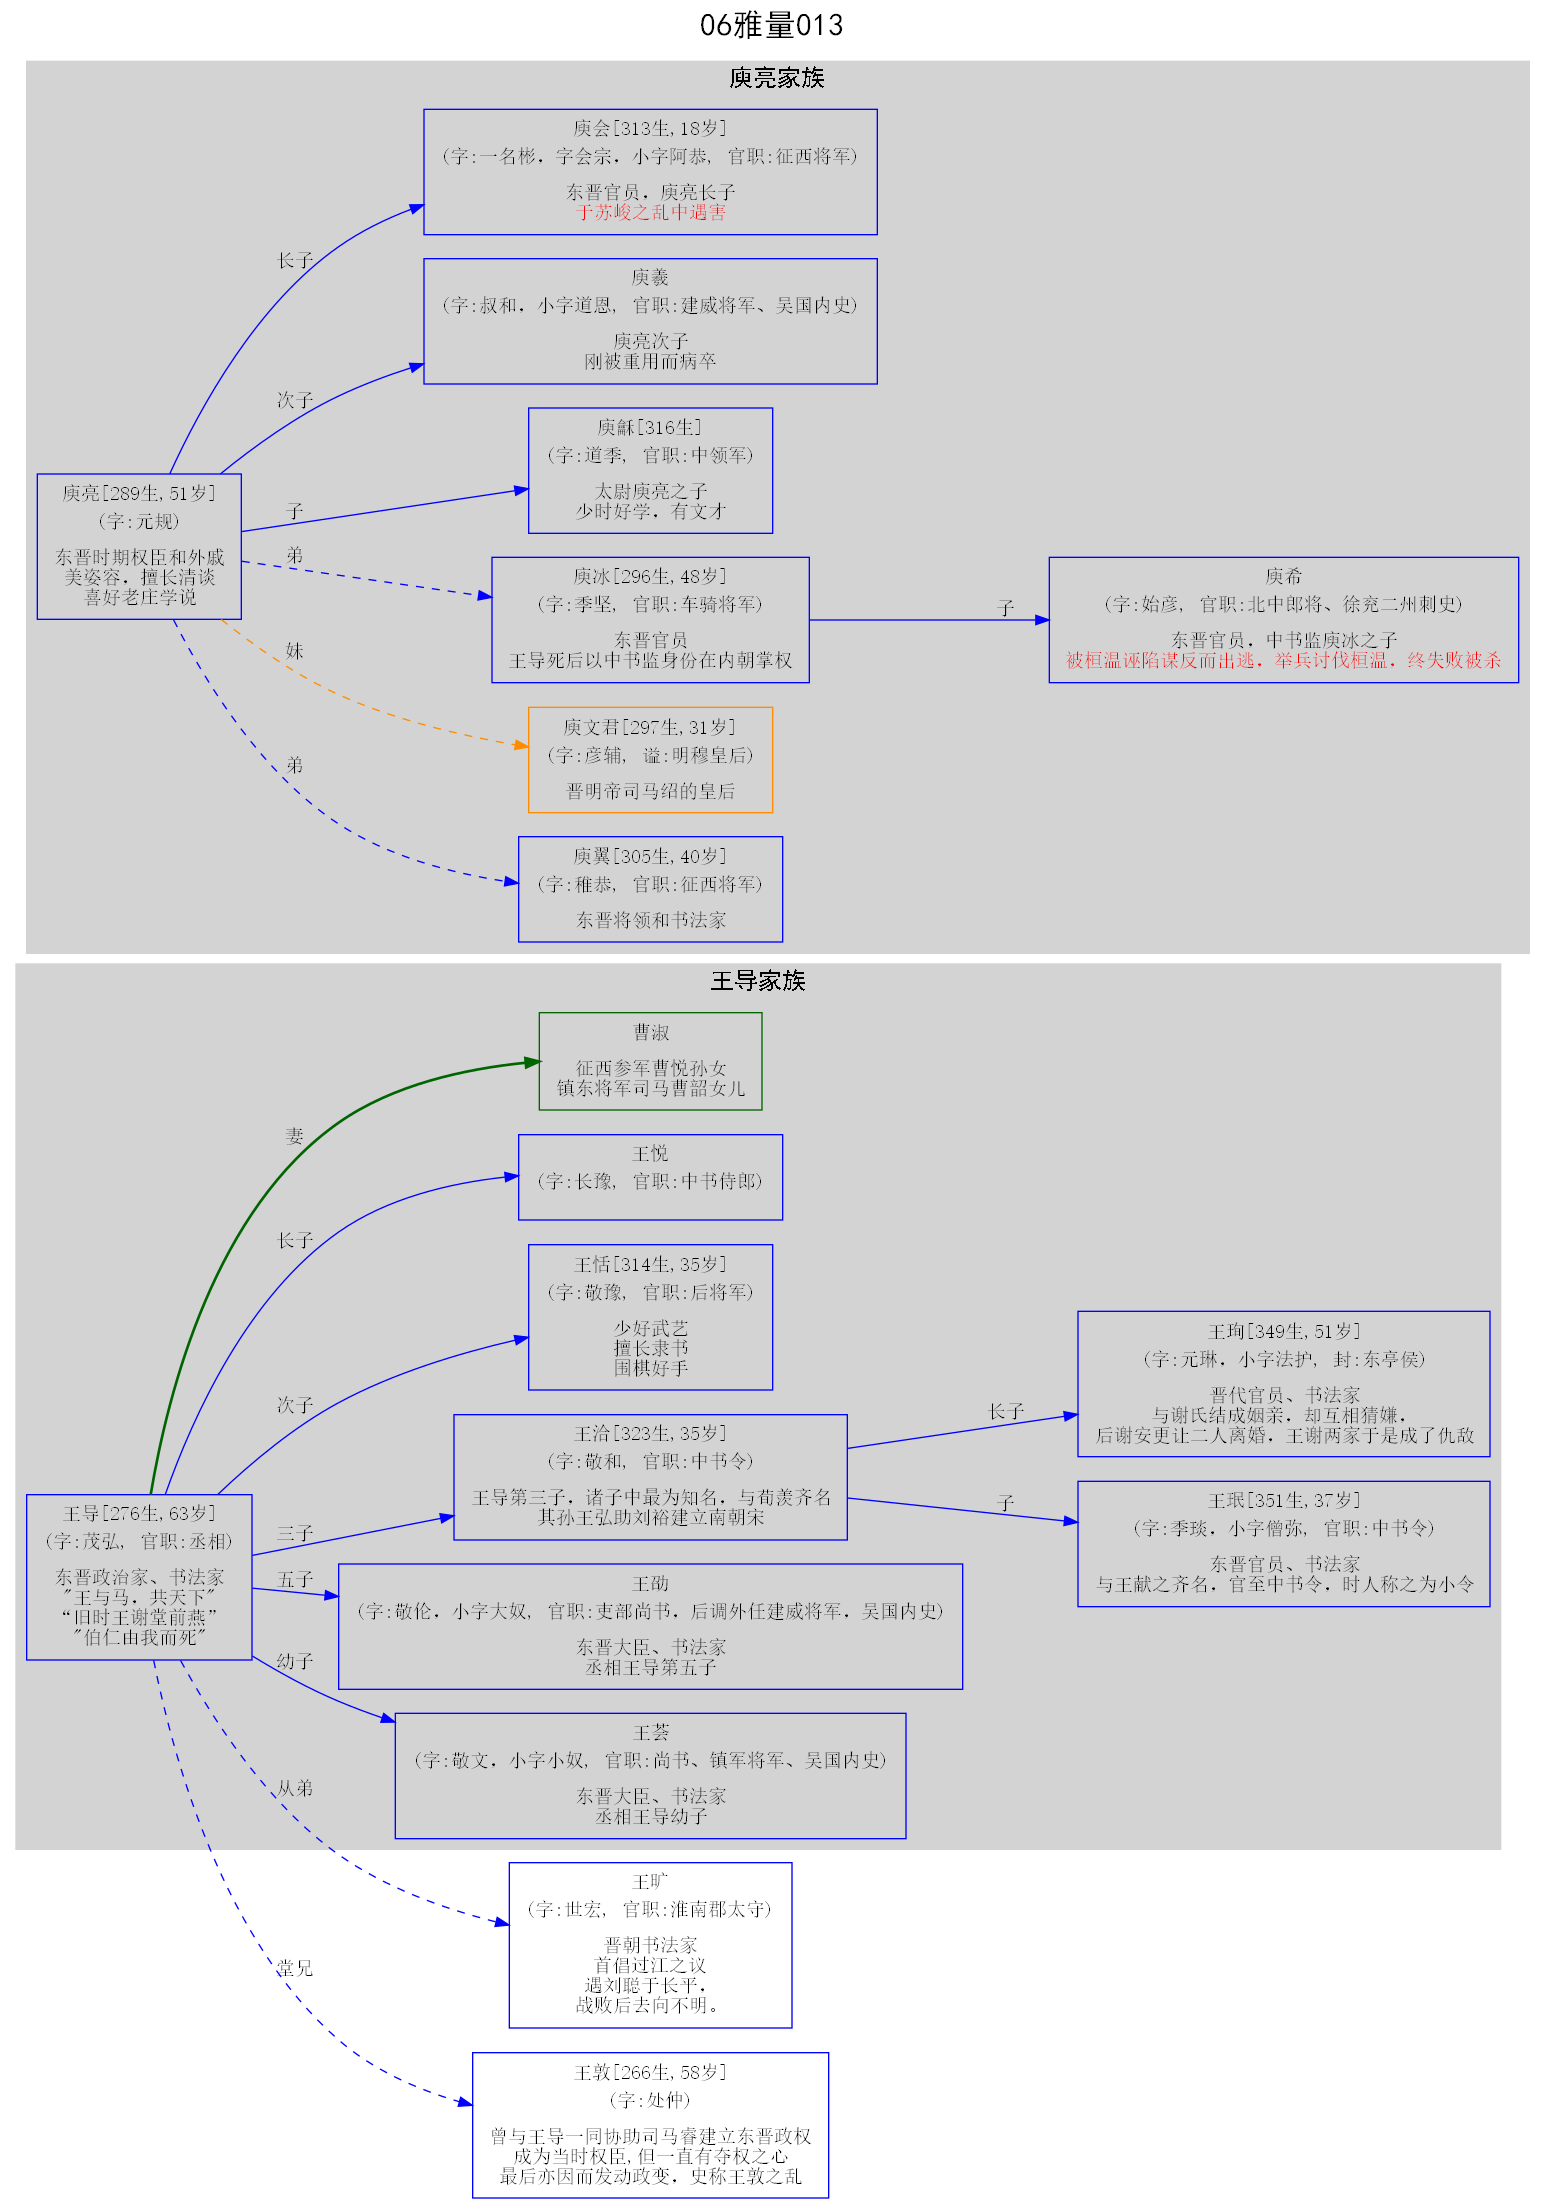 06雅量013
庾亮家族
庾会[313生,18岁]
(字:一名彬，字会宗，小字阿恭, 官职:征西将军)
东晋官员，庾亮长子
于苏峻之乱中遇害
长子
庾羲
(字:叔和，小字道恩, 官职:建威将军、吴国内史)
庾亮次子
刚被重用而病卒
次子
庾龢[316生]
(字:道季, 官职:中领军)
太尉庾亮之子
少时好学，有文才
子
庾亮[289生,51岁]
(字:元规)
东晋时期权臣和外戚
美姿容，擅长清谈
喜好老庄学说
弟
庾冰[296生,48岁]
(字:季坚, 官职:车骑将军)
东晋官员
王导死后以中书监身份在内朝掌权
子
庾希
(字:始彦, 官职:北中郎将、徐兖二州刺史)
东晋官员，中书监庾冰之子
被桓温诬陷谋反而出逃，举兵讨伐桓温，终失败被杀
妹
庾文君[297生,31岁]
(字:彦辅, 谥:明穆皇后)
晋明帝司马绍的皇后
弟
庾翼[305生,40岁]
(字:稚恭, 官职:征西将军)
东晋将领和书法家
王导家族
曹淑
征西参军曹悦孙女
镇东将军司马曹韶女儿
妻
王悦
(字:长豫, 官职:中书侍郎)
长子
王恬[314生,35岁]
(字:敬豫, 官职:后将军)
少好武艺
擅长隶书
围棋好手
次子
王洽[323生,35岁]
(字:敬和, 官职:中书令)
王导第三子，诸子中最为知名，与荀羡齐名
其孙王弘助刘裕建立南朝宋
三子
长子
王珣[349生,51岁]
(字:元琳，小字法护, 封:东亭侯)
晋代官员、书法家
与谢氏结成姻亲，却互相猜嫌，
后谢安更让二人离婚，王谢两家于是成了仇敌
子
王珉[351生,37岁]
(字:季琰，小字僧弥, 官职:中书令)
东晋官员、书法家
与王献之齐名，官至中书令，时人称之为小令
王导[276生,63岁]
(字:茂弘, 官职:丞相)
东晋政治家、书法家
"王与马，共天下"
“旧时王谢堂前燕”
"伯仁由我而死"
五子
王劭
(字:敬伦，小字大奴, 官职:吏部尚书，后调外任建威将军，吴国内史)
东晋大臣、书法家
丞相王导第五子
幼子
王荟
(字:敬文，小字小奴, 官职:尚书、镇军将军、吴国内史)
东晋大臣、书法家
丞相王导幼子
从弟
王旷
(字:世宏, 官职:淮南郡太守)
晋朝书法家
首倡过江之议
遇刘聪于长平，
战败后去向不明。
堂兄
王敦[266生,58岁]
(字:处仲)
曾与王导一同协助司马睿建立东晋政权
成为当时权臣,但一直有夺权之心
最后亦因而发动政变，史称王敦之乱